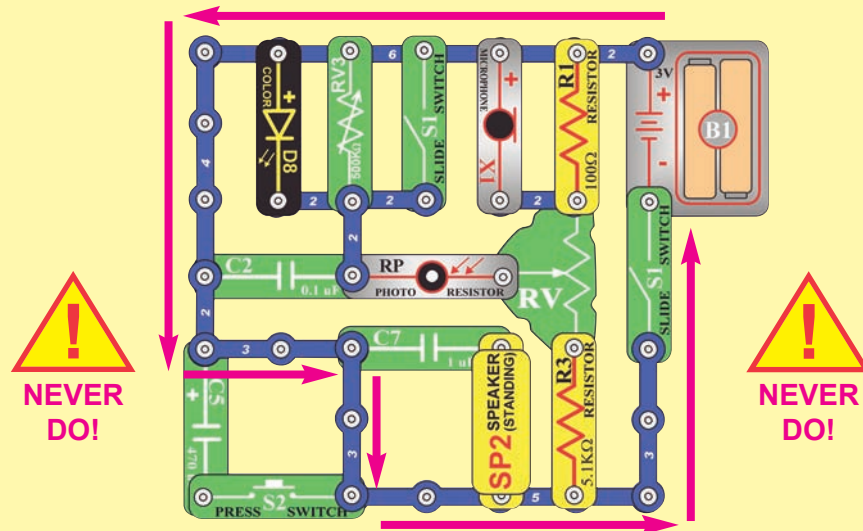 6
2
COLOR
+
D8
RV3
500KΩ
S1
SLIDE SWITCH
MICROPHONE
+
X1
R1
RESISTOR
100Ω
3V
+
-
B1
4
2
2
2
2
C2
0.1 uF
RP
PHOTO RESISTOR
RV
S1
SLIDE SWITCH
2
!
NEVER
DO!
3
C7
1 uF
+
C5
470
3
SP2 SPEAKER
(STANDING)
R3
RESISTOR
5.1KΩ
3
!
NEVER
DO!
S2
PRESS SWITCH
5